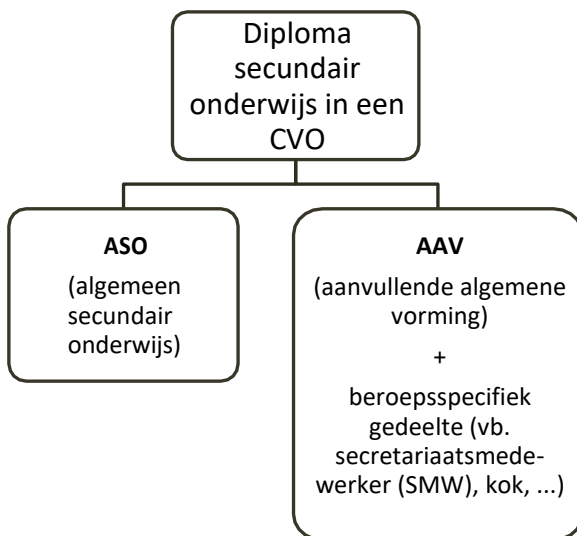 Diploma
secundair
onderwijs in een
CVO
ASO
(algemeen
secundair
onderwijs)
AAV
(aanvullende algemene
vorming)
+
beroepsspecifiek
gedeelte (vb.
secretariaatsmede-
werker (SMW), kok, ...)